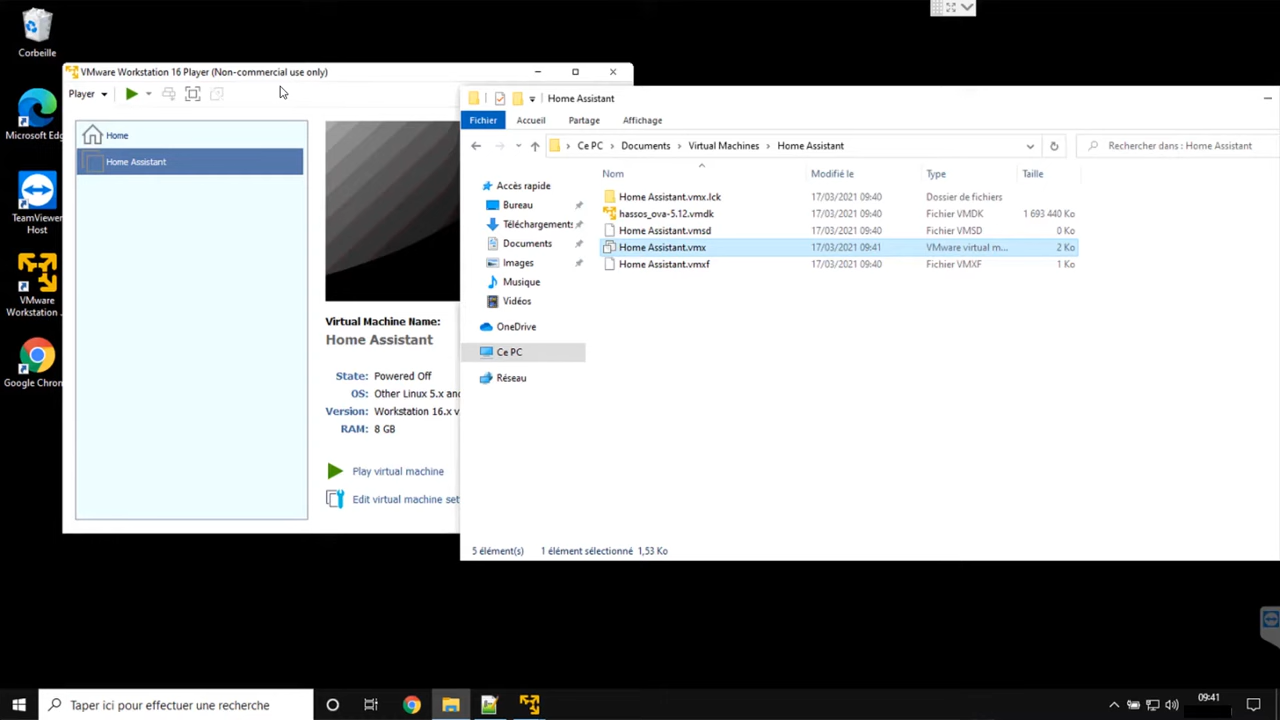 Corbeille
Microsoft Edg
TeamViewer
Host
VMware
Workstation ...
Google Chron
VMware Workstation 16 Player (Non-commercial use only)
Player
Home
Home Assistant
Virtual Machine Name:
Home Assistant
State: Powered Off
OS: Other Linux 5.x and
Version: Workstation 16.x v
RAM: 8 GB
Play virtual machine
Edit virtual machine set
Home Assistant
Fichier Accueil Partage Affichage
Ce PC > Documents > Virtual Machines > Home Assistant
Rechercher dans : Home Assistant
Accès rapide
Bureau
Téléchargements
Documents
Images
Musique
Vidéos
OneDrive
Ce PC
Réseau
Nom Modifié le Type Taille
Home Assistant.vmx.lck 17/03/2021 09:40 Dossier de fichiers
hassos_ova-5.12.vmdk 17/03/2021 09:40 Fichier VMDK 1 693 440 Ko
Home Assistant.vmsd 17/03/2021 09:40 Fichier VMSD 0 Ko
Home Assistant.vmx 17/03/2021 09:41 VMware virtual m... 2 Ko
Home Assistant.vmxf 17/03/2021 09:40 Fichier VMXF 1 Ko
5 élément(s) 1 élément sélectionné 1,53 Ko
Taper ici pour effectuer une recherche
09:41